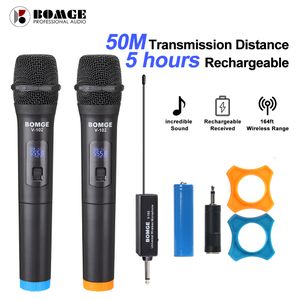 BOMGE
PROFESSIONAL AUDIO
50M Transmission Distance
5 hours Rechargeable
incredible
Sound
Rechargeable
Received
164ft
Wireless Range
BOMGE
V-102
BOMGE
V-102
BOMGE